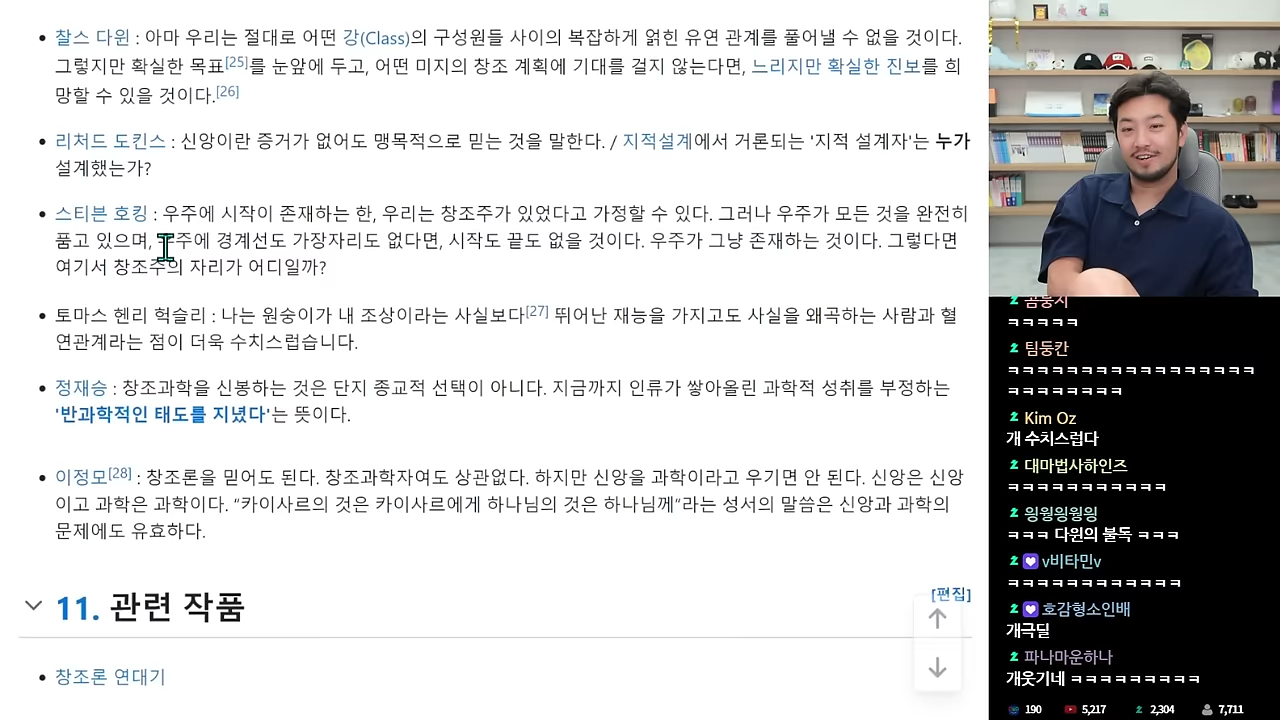 찰스 다윈 : 아마 우리는 절대로 어떤 강(Class)의 구성원들 사이의 복잡하게 얽힌 유연 관계를 풀어낼 수 없을 것이다.
그렇지만 확실한 목표[25]를 눈앞에 두고, 어떤 미지의 창조 계획에 기대를 걸지 않는다면, 느리지만 확실한 진보를 희
망할 수 있을 것이다.[26]
리처드 도킨스 : 신앙이란 증거가 없어도 맹목적으로 믿는 것을 말한다. / 지적설계에서 거론되는 '지적 설계자'는 누가
설계했는가?
스티븐 호킹 : 우주에 시작이 존재하는 한, 우리는 창조주가 있었다고 가정할 수 있다. 그러나 우주가 모든 것을 완전히
품고 있으며, 우주에 경계선도 가장자리도 없다면, 시작도 끝도 없을 것이다. 우주가 그냥 존재하는 것이다. 그렇다면
여기서 창조주의 자리가 어디일까?
토마스 헨리 헉슬리 : 나는 원숭이가 내 조상이라는 사실보다[27] 뛰어난 재능을 가지고도 사실을 왜곡하는 사람과 혈
연관계라는 점이 더욱 수치스럽습니다.
정재승 : 창조과학을 신봉하는 것은 단지 종교적 선택이 아니다. 지금까지 인류가 쌓아올린 과학적 성취를 부정하는
'반과학적인 태도를 지녔다'는 뜻이다.
이정모[28] : 창조론을 믿어도 된다. 창조과학자여도 상관없다. 하지만 신앙을 과학이라고 우기면 안 된다. 신앙은 신앙
이고 과학은 과학이다. “카이사르의 것은 카이사르에게 하나님의 것은 하나님께”라는 성서의 말씀은 신앙과 과학의
문제에도 유효하다.
11. 관련 작품
[편집]
창조론 연대기
곰둥지
ㅋㅋㅋㅋㅋ
팀둥칸
ㅋㅋㅋㅋㅋㅋㅋㅋㅋㅋㅋㅋㅋㅋㅋㅋ
ㅋㅋㅋㅋㅋㅋㅋㅋ
Kim Oz
개 수치스럽다
대마법사하인즈
ㅋㅋㅋㅋㅋㅋㅋㅋㅋㅋㅋ
윙웡윙웡윙
ㅋㅋㅋ 다윈의 불독 ㅋㅋㅋ
v비타민v
ㅋㅋㅋㅋㅋㅋㅋㅋㅋㅋㅋㅋ
호감형소인배
개극딜
파나마운하나
개웃기네 ㅋㅋㅋㅋㅋㅋㅋㅋㅋ
190 5,217 2,304 7,711